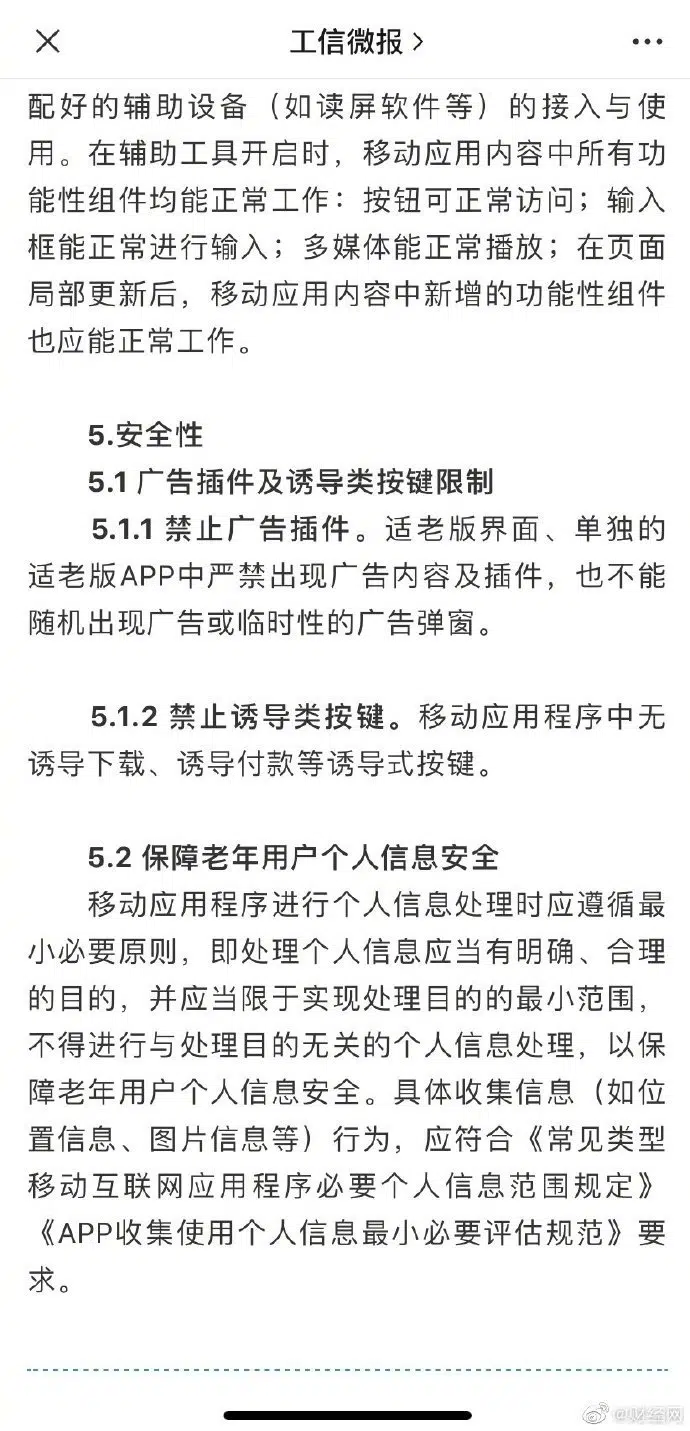 工信微报
配好的辅助设备（如读屏软件等）的接入与使
用。在辅助工具开启时，移动应用内容中所有功
能性组件均能正常工作：按钮可正常访问；输入
框能正常进行输入；多媒体能正常播放；在页面
局部更新后，移动应用内容中新增的功能性组件
也应能正常工作。
5.安全性
5.1 广告插件及诱导类按键限制
5.1.1 禁止广告插件。适老版界面、单独的
适老版APP中严禁出现广告内容及插件，也不能
随机出现广告或临时性的广告弹窗。
5.1.2 禁止诱导类按键。移动应用程序中无
诱导下载、诱导付款等诱导式按键。
5.2 保障老年用户个人信息安全
移动应用程序进行个人信息处理时应遵循最
小必要原则，即处理个人信息应当有明确、合理
的目的，并应当限于实现处理目的的最小范围，
不得进行与处理目的无关的个人信息处理，以保
障老年用户个人信息安全。具体收集信息（如位
置信息、图片信息等）行为，应符合《常见类型
移动互联网应用程序必要个人信息范围规定》
《APP收集使用个人信息最小必要评估规范》要
求。
@财经网